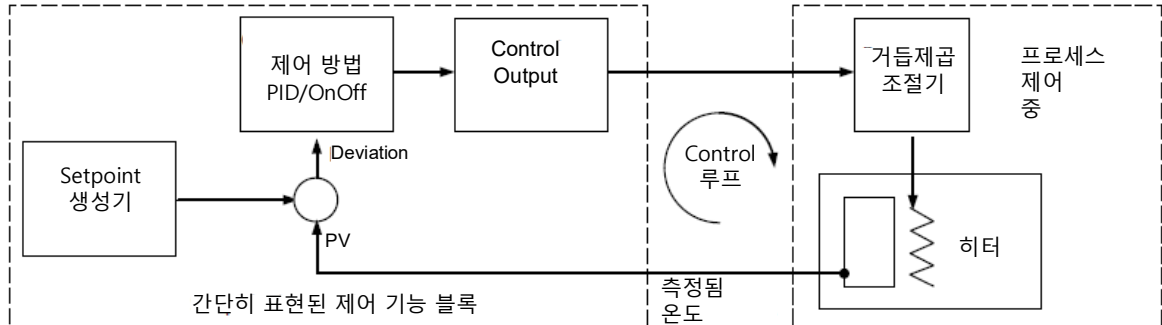 제어 방법
PID/OnOff
Control
Output
거듭제곱
조절기
프로세스
제어
중
Deviation
Setpoint
생성기
Control
루프
PV
히터
간단히 표현된 제어 기능 블록
측정됨
온도